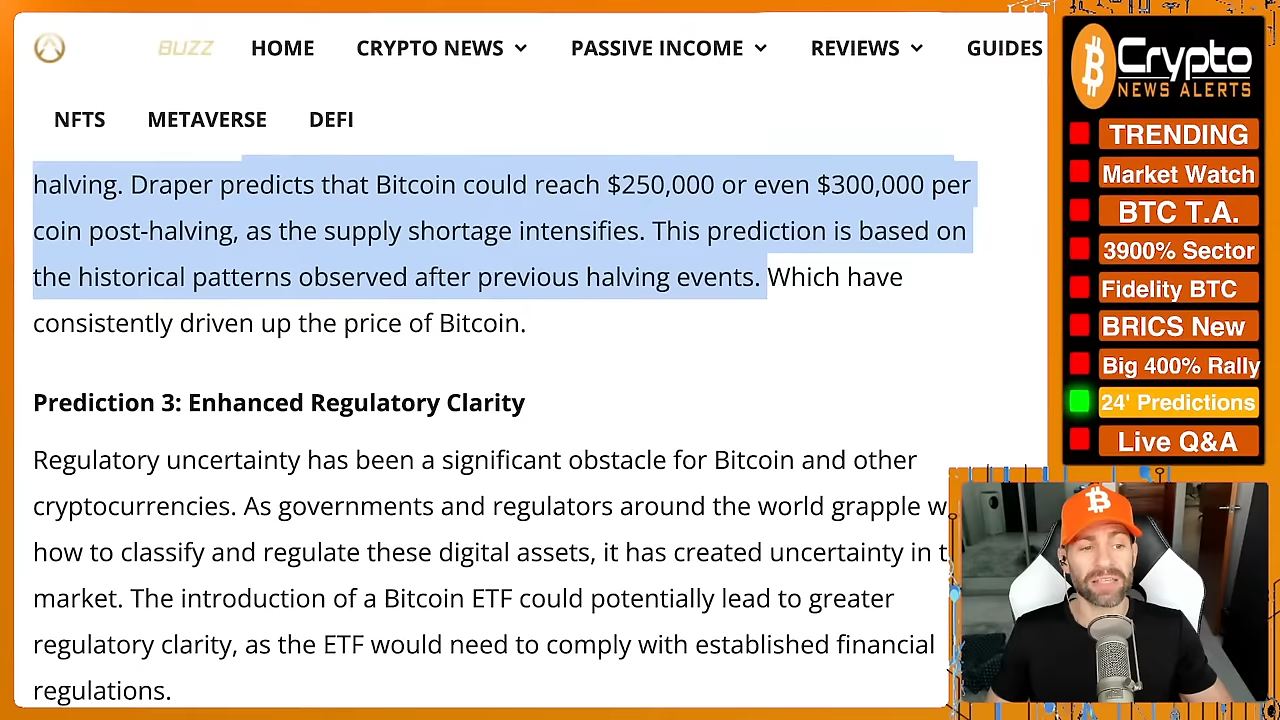 BUZZ HOME CRYPTO NEWS PASSIVE INCOME REVIEWS GUIDES
NFTS METAVERSE DEFI
halving. Draper predicts that Bitcoin could reach $250,000 or even $300,000 per
coin post-halving, as the supply shortage intensifies. This prediction is based on
the historical patterns observed after previous halving events. Which have
consistently driven up the price of Bitcoin.
Prediction 3: Enhanced Regulatory Clarity
Regulatory uncertainty has been a significant obstacle for Bitcoin and other
cryptocurrencies. As governments and regulators around the world grapple w
how to classify and regulate these digital assets, it has created uncertainty in t
market. The introduction of a Bitcoin ETF could potentially lead to greater
regulatory clarity, as the ETF would need to comply with established financial
regulations.
Crypto
NEWS ALERTS
TRENDING
Market Watch
BTC T.A.
3900% Sector
Fidelity BTC
BRICS New
Big 400% Rally
24' Predictions
Live Q&A